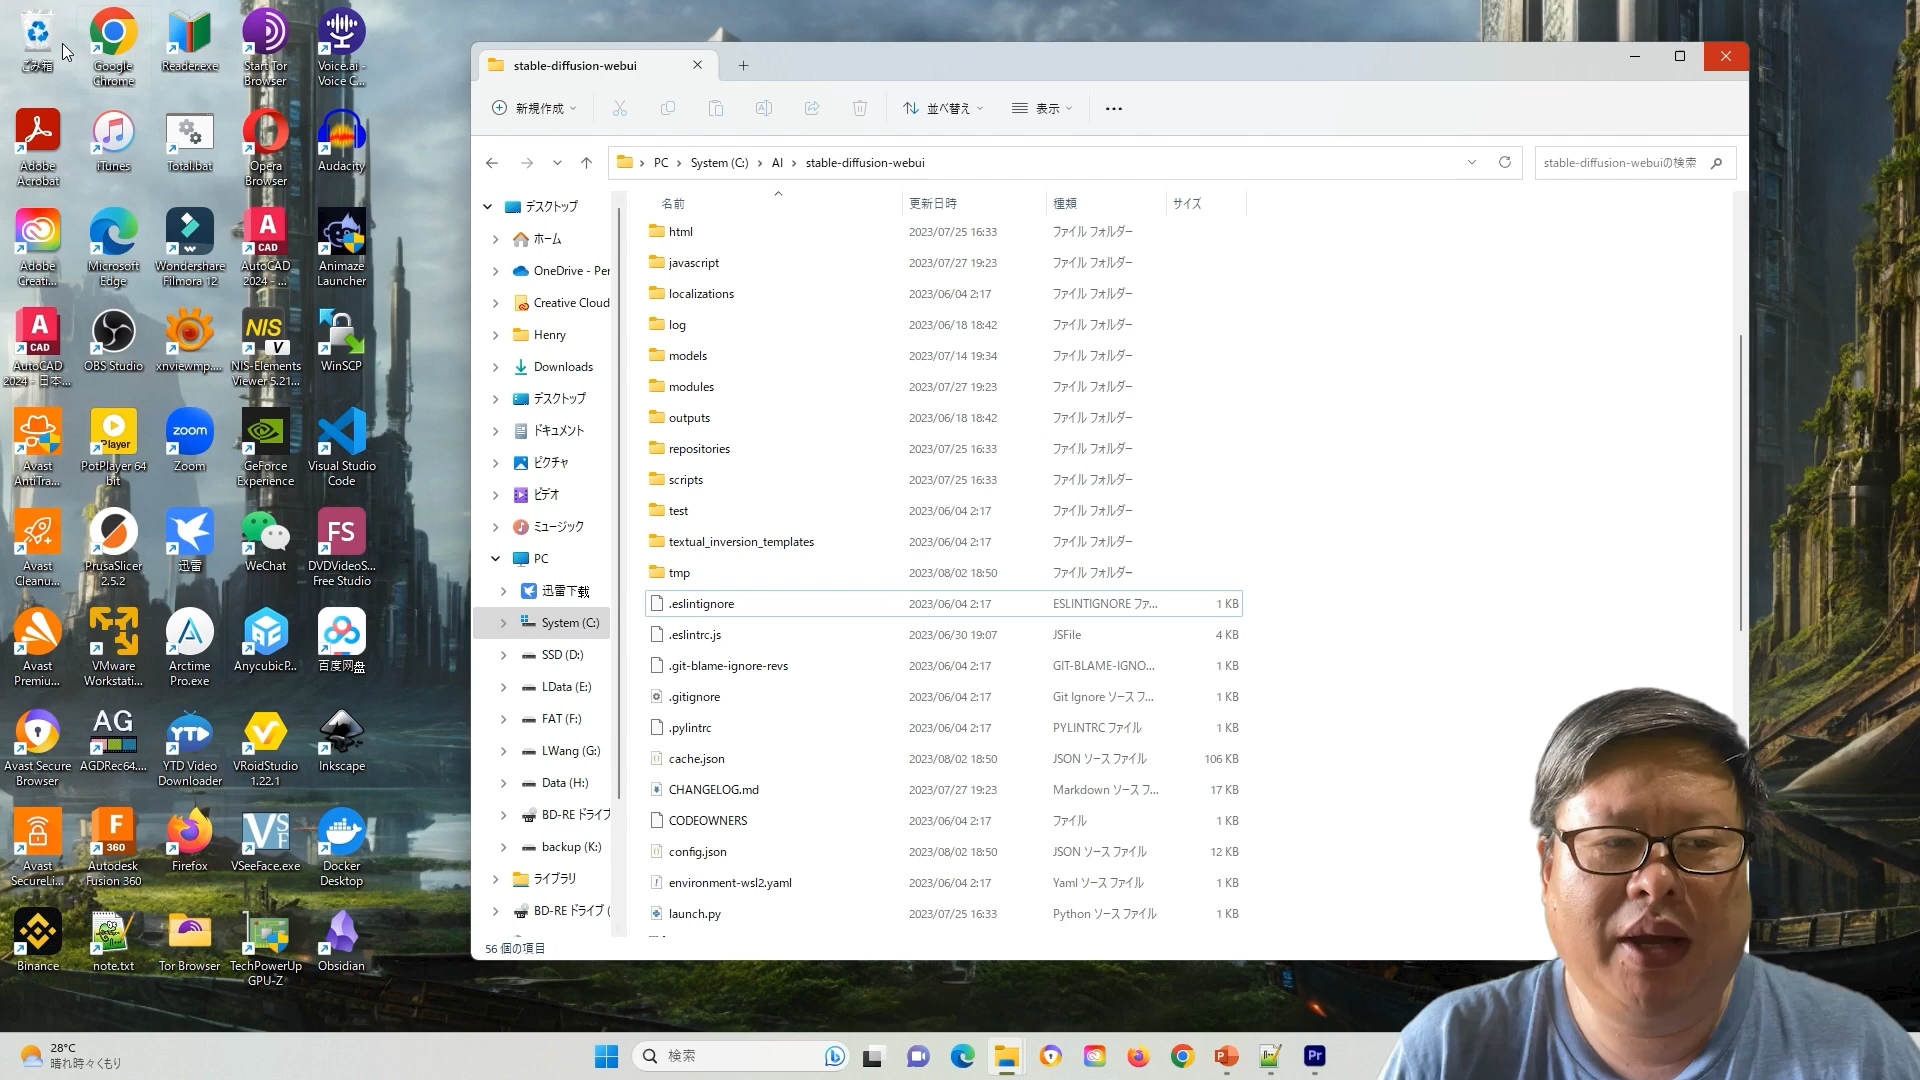 ごみ箱
Google Chrome
Reader.exe
Start Tor Browser
Voice.ai - Voice C...
Adobe Acrobat
iTunes
Total.bat
Opera Browser
Audacity
Adobe Creati...
Microsoft Edge
Wondershare Filmora 12
AutoCAD 2024 - ...
Animaze Launcher
AutoCAD 2024 - 日本...
OBS Studio
xnviewmp....
NIS-Elements Viewer 5.21...
WinSCP
Avast AntiTra...
PotPlayer 64 bit
Zoom
GeForce Experience
Visual Studio Code
Avast Cleanu...
PrusaSlicer 2.5.2
迅雷
WeChat
DVDVideoS... Free Studio
Avast Premiu...
VMware Workstati...
Arctime Pro.exe
AnycubicP...
百度网盘
Avast Secure Browser
AGDRec64....
YTD Video Downloader
VRoidStudio 1.22.1
Inkscape
Avast SecureLi...
Autodesk Fusion 360
Firefox
VSeeFace.exe
Docker Desktop
Binance
note.txt
Tor Browser
TechPowerUp GPU-Z
Obsidian
stable-diffusion-webui
新規作成
並べ替え
表示
PC › System (C:) › AI › stable-diffusion-webui
stable-diffusion-webuiの検索
デスクトップ
ホーム
OneDrive - Per
Creative Cloud
Henry
Downloads
デスクトップ
ドキュメント
ピクチャ
ビデオ
ミュージック
PC
迅雷下载
System (C:)
SSD (D:)
LData (E:)
FAT (F:)
LWang (G:)
Data (H:)
BD-RE ドライブ
backup (K:)
ライブラリ
BD-RE ドライブ (
名前 更新日時 種類 サイズ
html 2023/07/25 16:33 ファイル フォルダー
javascript 2023/07/27 19:23 ファイル フォルダー
localizations 2023/06/04 2:17 ファイル フォルダー
log 2023/06/18 18:42 ファイル フォルダー
models 2023/07/14 19:34 ファイル フォルダー
modules 2023/07/27 19:23 ファイル フォルダー
outputs 2023/06/18 18:42 ファイル フォルダー
repositories 2023/07/25 16:33 ファイル フォルダー
scripts 2023/07/25 16:33 ファイル フォルダー
test 2023/06/04 2:17 ファイル フォルダー
textual_inversion_templates 2023/06/04 2:17 ファイル フォルダー
tmp 2023/08/02 18:50 ファイル フォルダー
.eslintignore 2023/06/04 2:17 ESLINTIGNORE ファ... 1 KB
.eslintrc.js 2023/06/30 19:07 JSFile 4 KB
.git-blame-ignore-revs 2023/06/04 2:17 GIT-BLAME-IGNO... 1 KB
.gitignore 2023/06/04 2:17 Git Ignore ソース フ... 1 KB
.pylintrc 2023/06/04 2:17 PYLINTRC ファイル 1 KB
cache.json 2023/08/02 18:50 JSON ソース ファイル 106 KB
CHANGELOG.md 2023/07/27 19:23 Markdown ソース フ... 17 KB
CODEOWNERS 2023/06/04 2:17 ファイル 1 KB
config.json 2023/08/02 18:50 JSON ソース ファイル 12 KB
environment-wsl2.yaml 2023/06/04 2:17 Yaml ソース ファイル 1 KB
launch.py 2023/07/25 16:33 Python ソース ファイル 1 KB
56 個の項目
28°C
晴れ時々くもり
検索